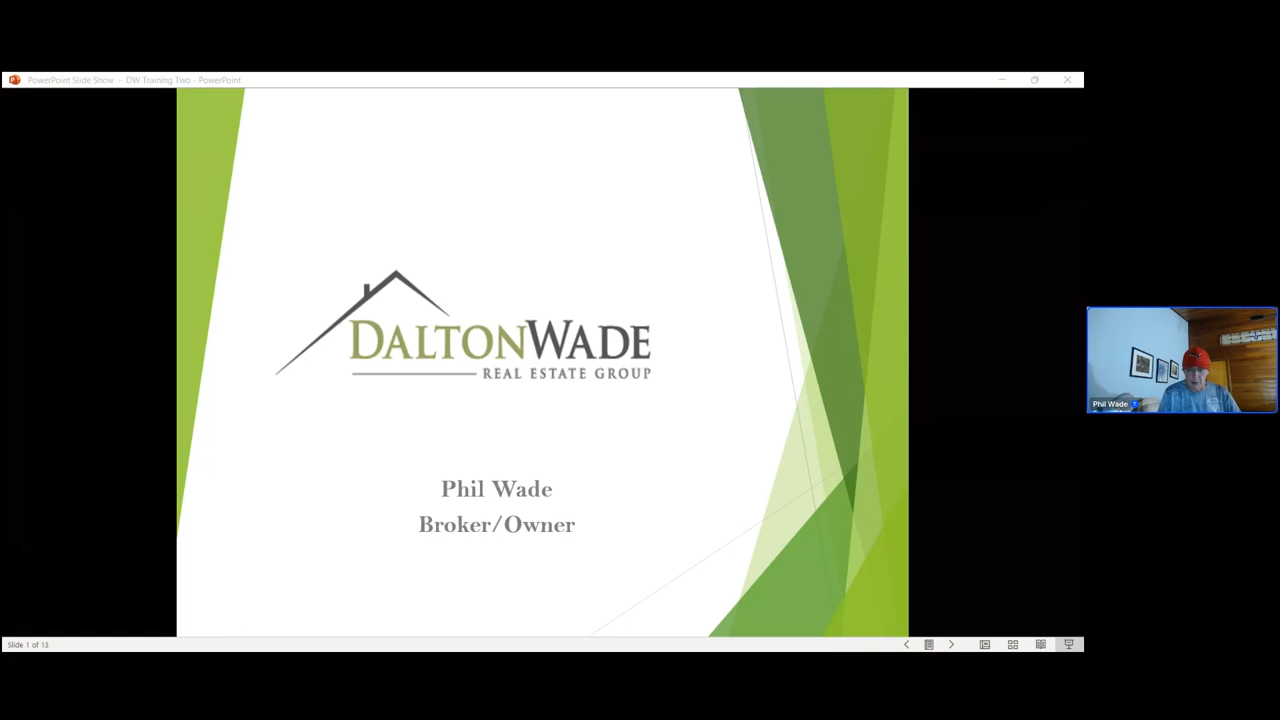 PowerPoint Slide Show - DW Training Two - PowerPoint
DALTONWADE
REAL ESTATE GROUP
Phil Wade
Broker/Owner
Phil Wade
Slide 1 of 13